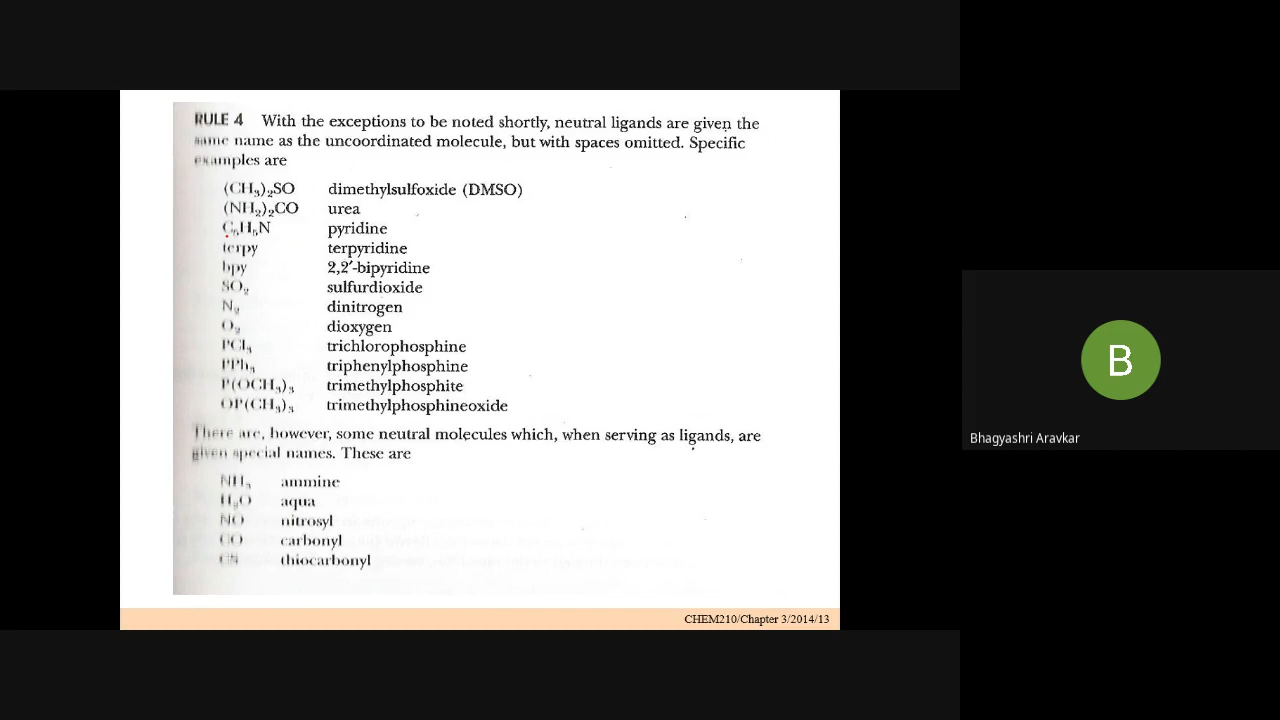 RULE 4 With the exceptions to be noted shortly, neutral ligands are given the
same name as the uncoordinated molecule, but with spaces omitted. Specific
examples are
(CH₃)₂SO dimethylsulfoxide (DMSO)
(NH₂)₂CO urea
C₅H₅N pyridine
terpy terpyridine
bpy 2,2′-bipyridine
SO₂ sulfurdioxide
N₂ dinitrogen
O₂ dioxygen
PCl₃ trichlorophosphine
PPh₃ triphenylphosphine
P(OCH₃)₃ trimethylphosphite
OP(CH₃)₃ trimethylphosphineoxide
There are, however, some neutral molecules which, when serving as ligands, are
given special names. These are
NH₃ ammine
H₂O aqua
NO nitrosyl
CO carbonyl
CS thiocarbonyl
CHEM210/Chapter 3/2014/13
B
Bhagyashri Aravkar